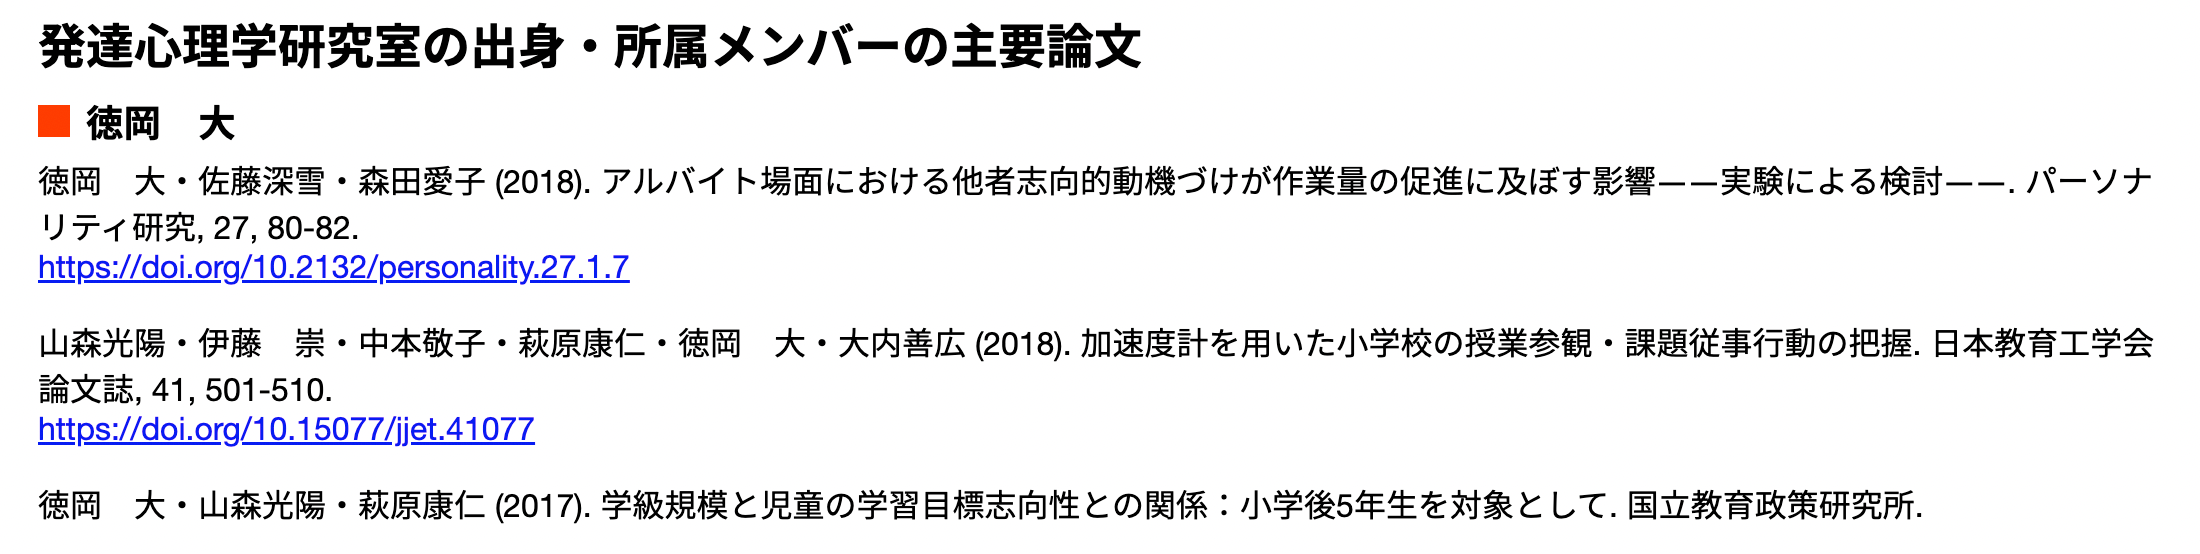 発達心理学研究室の出身・所属メンバーの主要論文
徳岡　大
徳岡　大・佐藤深雪・森田愛子 (2018). アルバイト場面における他者志向的動機づけが作業量の促進に及ぼす影響——実験による検討——. パーソナ
リティ研究, 27, 80-82.
https://doi.org/10.2132/personality.27.1.7
山森光陽・伊藤　崇・中本敬子・萩原康仁・徳岡　大・大内善広 (2018). 加速度計を用いた小学校の授業参観・課題従事行動の把握. 日本教育工学会
論文誌, 41, 501-510.
https://doi.org/10.15077/jjet.41077
徳岡　大・山森光陽・萩原康仁 (2017). 学級規模と児童の学習目標志向性との関係：小学後5年生を対象として. 国立教育政策研究所.